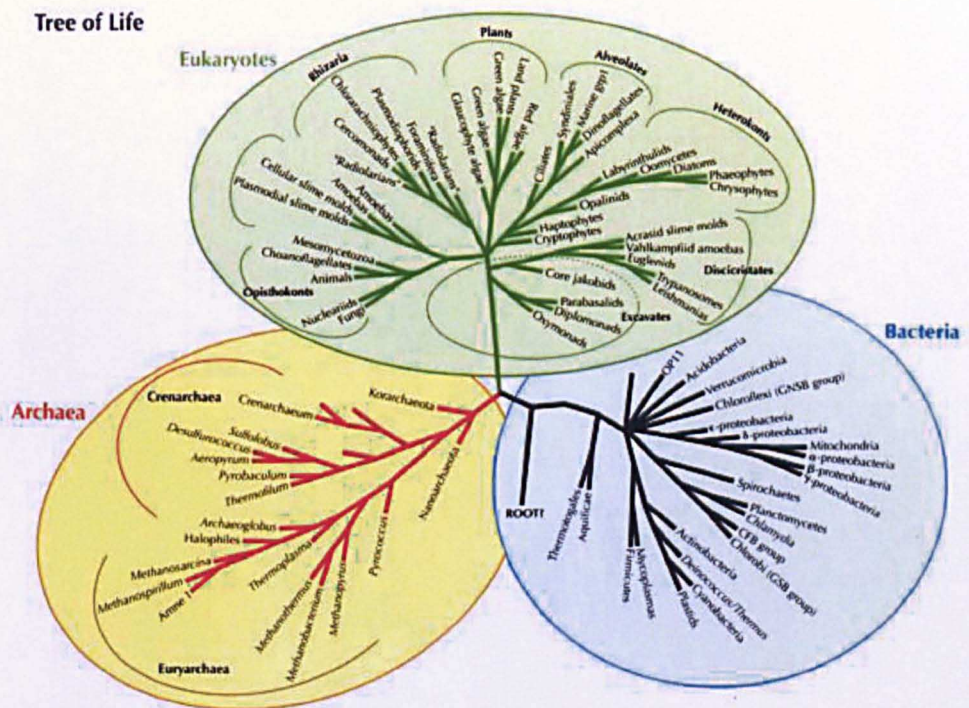 Tree of Life
Eukaryotes
Rhizaria
Chlorarachniophytes
Plasmodiophorids
Foraminifera
"Radiolarians"
Cercomonads
"Radiolarians"
Amoebas
Amoebas
Cellular slime molds
Plasmodial slime molds
Plants
Land plants
Green algae
Green algae
Glaucophyte algae
Red algae
Alveolates
Syndiniales
Marine grp1
Dinoflagellates
Apicomplexa
Ciliates
Heterokonts
Labyrinthulids
Oomycetes
Diatoms
Phaeophytes
Chrysophytes
Opalinids
Haptophytes
Cryptophytes
Discicristates
Acrasid slime molds
Vahlkampfiid amoebas
Euglenids
Trypanosomes
Leishmanias
Excavates
Core jakobids
Parabasalids
Diplomonads
Oxymonads
Opisthokonts
Mesomycetozoa
Choanoflagellates
Animals
Nucleariids
Fungi
Archaea
Crenarchaea
Crenarchaeum
Korarchaeota
Sulfolobus
Desulfurococcus
Aeropyrum
Pyrobaculum
Thermofilum
Nanoarchaeota
Archaeoglobus
Halophiles
Methanosarcina
Methanospirillum
Thermoplasma
Methanothermus
Methanobacterium
Methanopyrus
Pyrococcus
Euryarchaea
Bacteria
OP11
Acidobacteria
Verrucomicrobia
Chloroflexi (GNSB group)
ε-proteobacteria
δ-proteobacteria
Mitochondria
α-proteobacteria
β-proteobacteria
γ-proteobacteria
Spirochaetes
Planctomycetes
CFB group
Chlorobi (GSB group)
Actinobacteria
Deinococcus/Thermus
Cyanobacteria
Plastids
Mycoplasmas
Firmicutes
Aquificae
Thermotogales
ROOT?